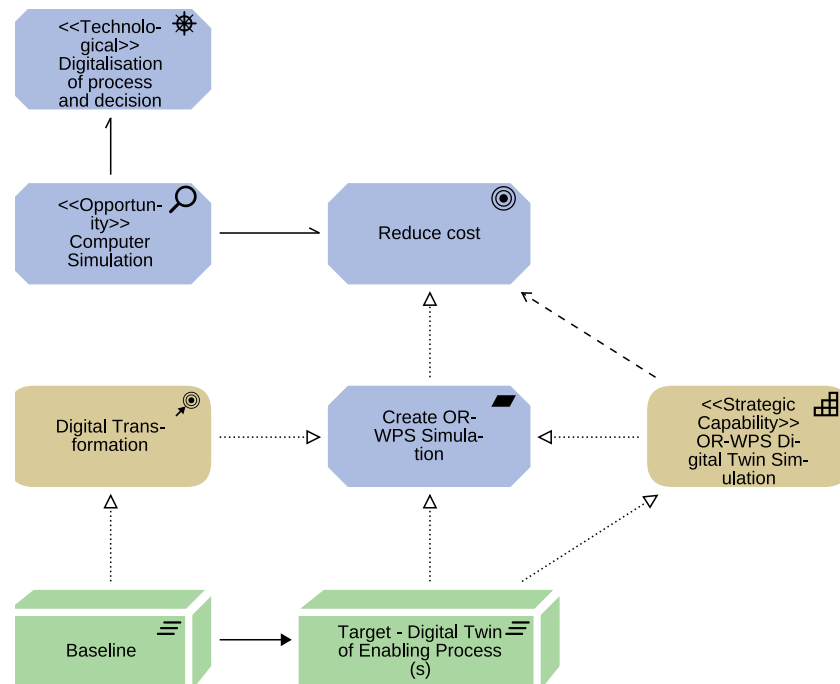 <<Technolo-
gical>>
Digitalisation
of process
and decision
<<Opportun-
ity>>
Computer
Simulation
Reduce cost
Digital Trans-
formation
Create OR-
WPS Simula-
tion
<<Strategic
Capability>>
OR-WPS Di-
gital Twin Sim-
ulation
Baseline
Target - Digital Twin
of Enabling Process
(s)